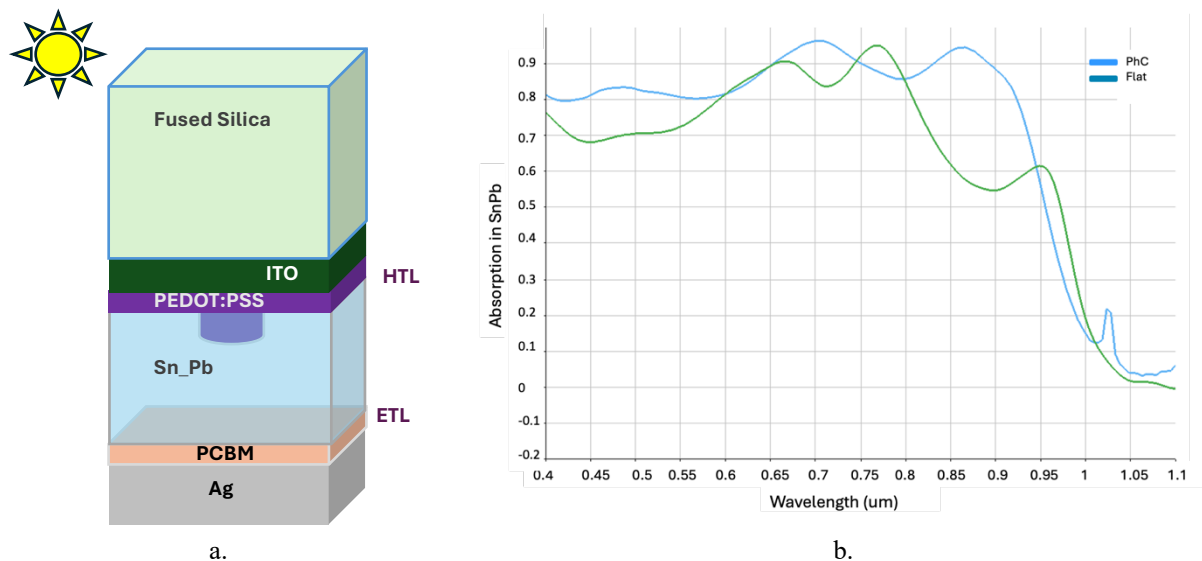 Fused Silica
ITO
HTL
PEDOT:PSS
Sn_Pb
ETL
PCBM
Ag
a.
Absorption in SnPb
0.9
0.8
0.7
0.6
0.5
0.4
0.3
0.2
0.1
0
-0.1
-0.2
0.4 0.45 0.5 0.55 0.6 0.65 0.7 0.75 0.8 0.85 0.9 0.95 1 1.05 1.1
Wavelength (um)
PhC
Flat
b.